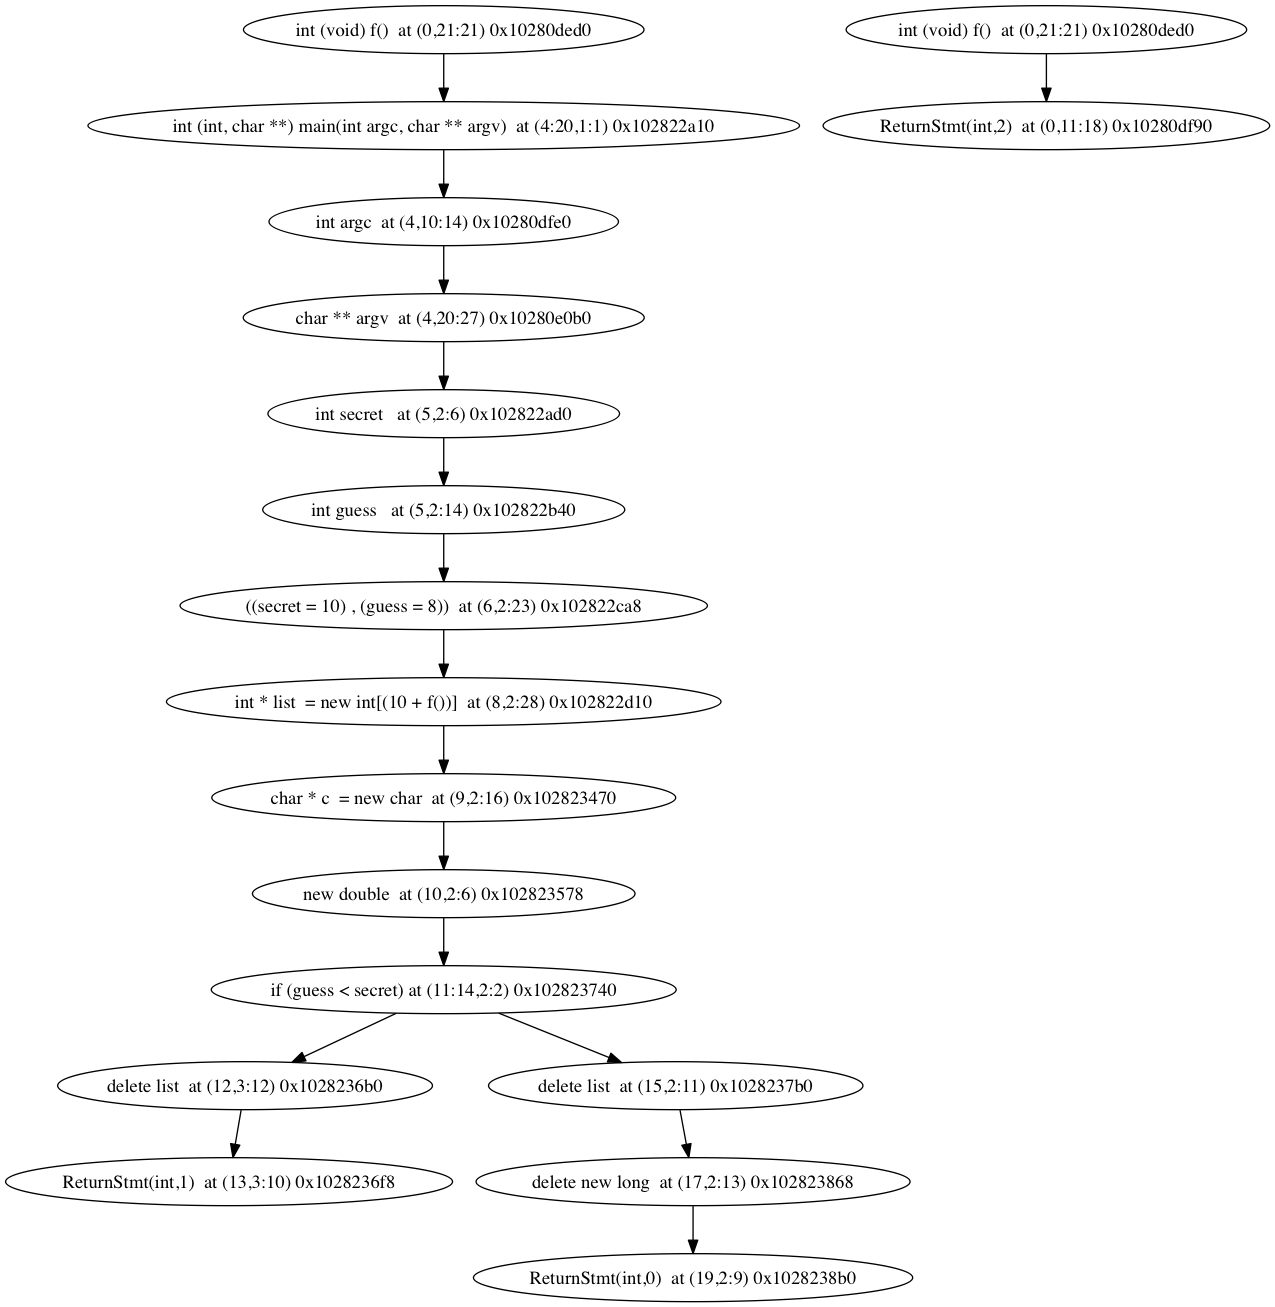 int (void) f()  at (0,21:21) 0x10280ded0
int (void) f()  at (0,21:21) 0x10280ded0
int (int, char **) main(int argc, char ** argv)  at (4:20,1:1) 0x102822a10
ReturnStmt(int,2)  at (0,11:18) 0x10280df90
int argc  at (4,10:14) 0x10280dfe0
char ** argv  at (4,20:27) 0x10280e0b0
int secret   at (5,2:6) 0x102822ad0
int guess   at (5,2:14) 0x102822b40
((secret = 10) , (guess = 8))  at (6,2:23) 0x102822ca8
int * list  = new int[(10 + f())]  at (8,2:28) 0x102822d10
char * c  = new char  at (9,2:16) 0x102823470
new double  at (10,2:6) 0x102823578
if (guess < secret) at (11:14,2:2) 0x102823740
delete list  at (12,3:12) 0x1028236b0
delete list  at (15,2:11) 0x1028237b0
ReturnStmt(int,1)  at (13,3:10) 0x1028236f8
delete new long  at (17,2:13) 0x102823868
ReturnStmt(int,0)  at (19,2:9) 0x1028238b0